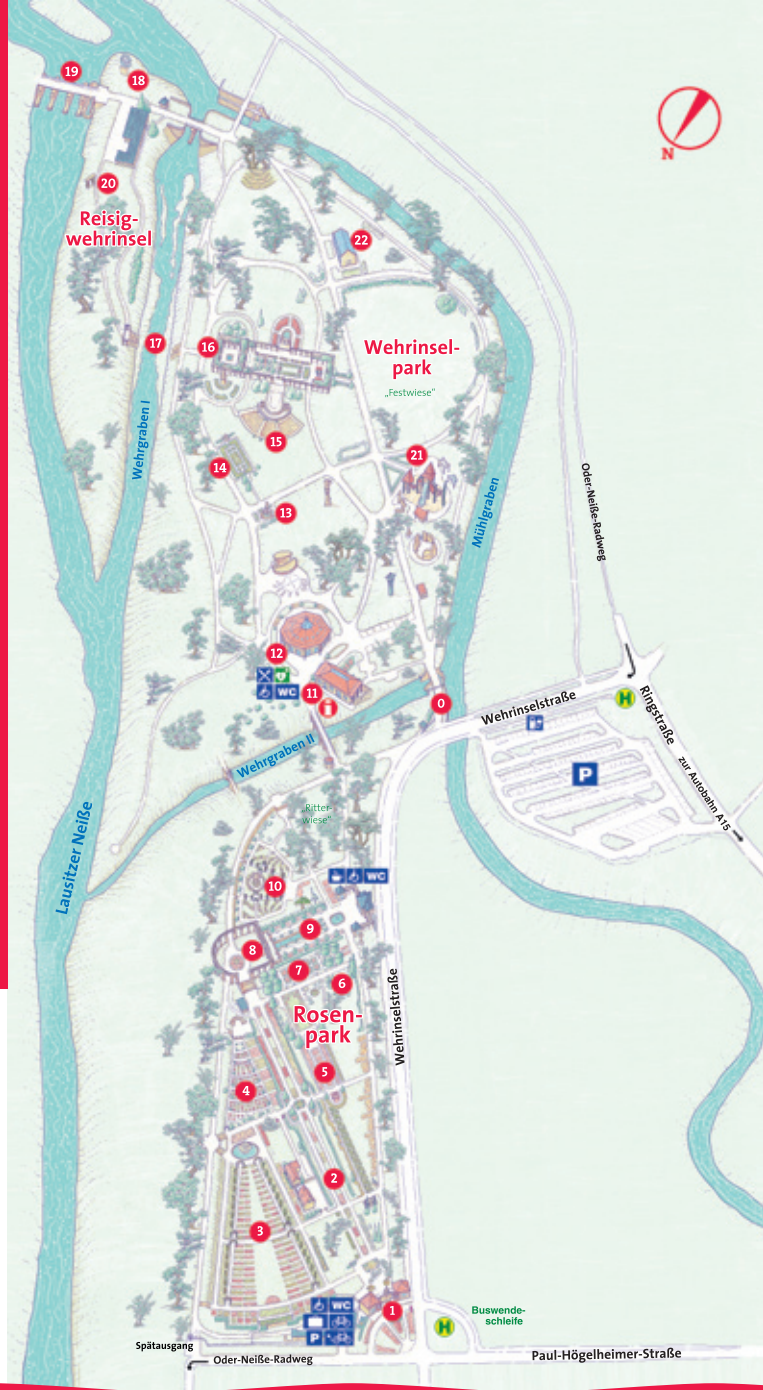 19
18
N
20
Reisig-
wehrinsel
22
17
16
Wehrinsel-
park
„Festwiese“
Wehrgraben I
15
14
21
13
Mühlgraben
Oder-Neiße-Radweg
12
WC
11
i
0
Wehrinselstraße
H
Ringstraße
zur Autobahn A15
P
Wehrgraben II
„Ritter-
wiese“
Lausitzer Neiße
WC
10
9
8
7
6
Rosen-
park
Wehrinselstraße
5
4
2
3
WC
P
1
H
Buswende-
schleife
Spätausgang
Oder-Neiße-Radweg
Paul-Högelheimer-Straße